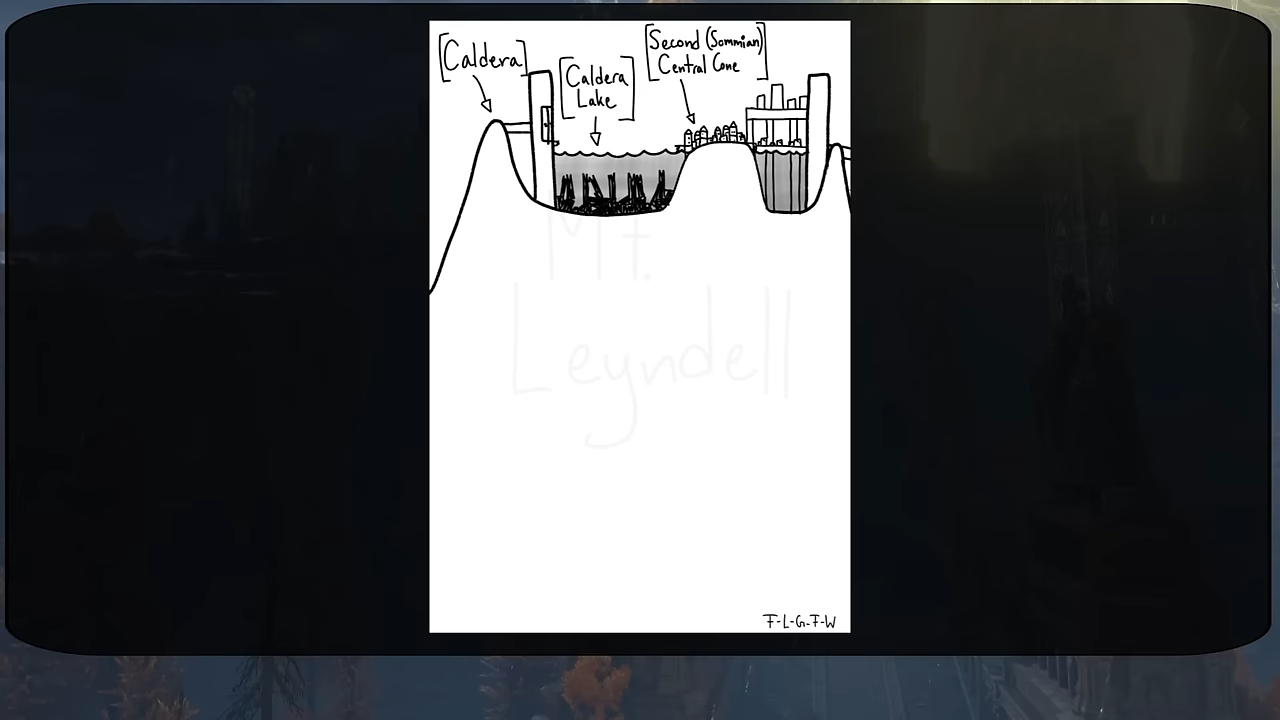 [Caldera]
[Caldera
Lake]
[Second (Sommian)
Central Cone]
Mt.
Leyndell
F-L-G-F-W